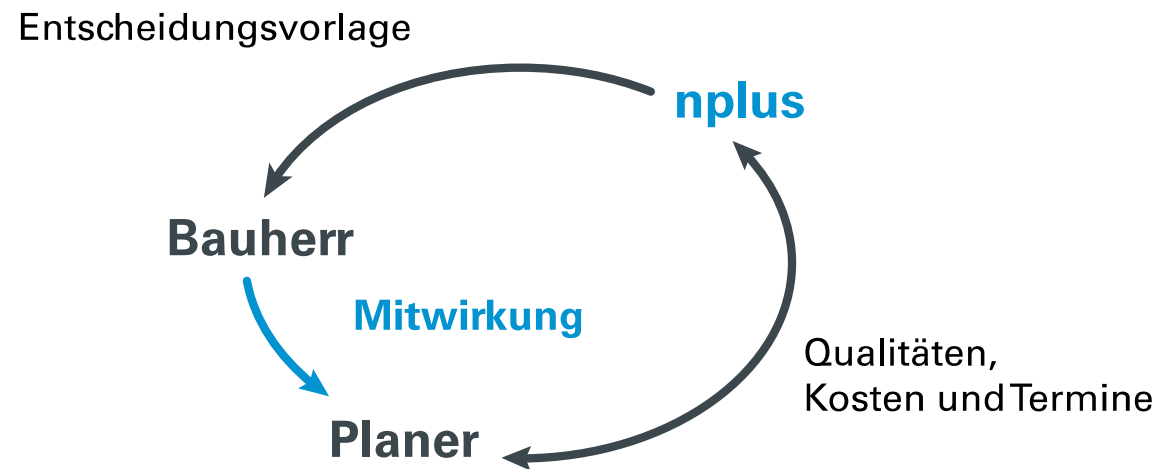 Entscheidungsvorlage
nplus
Bauherr
Mitwirkung
Qualitäten,
Kosten und Termine
Planer